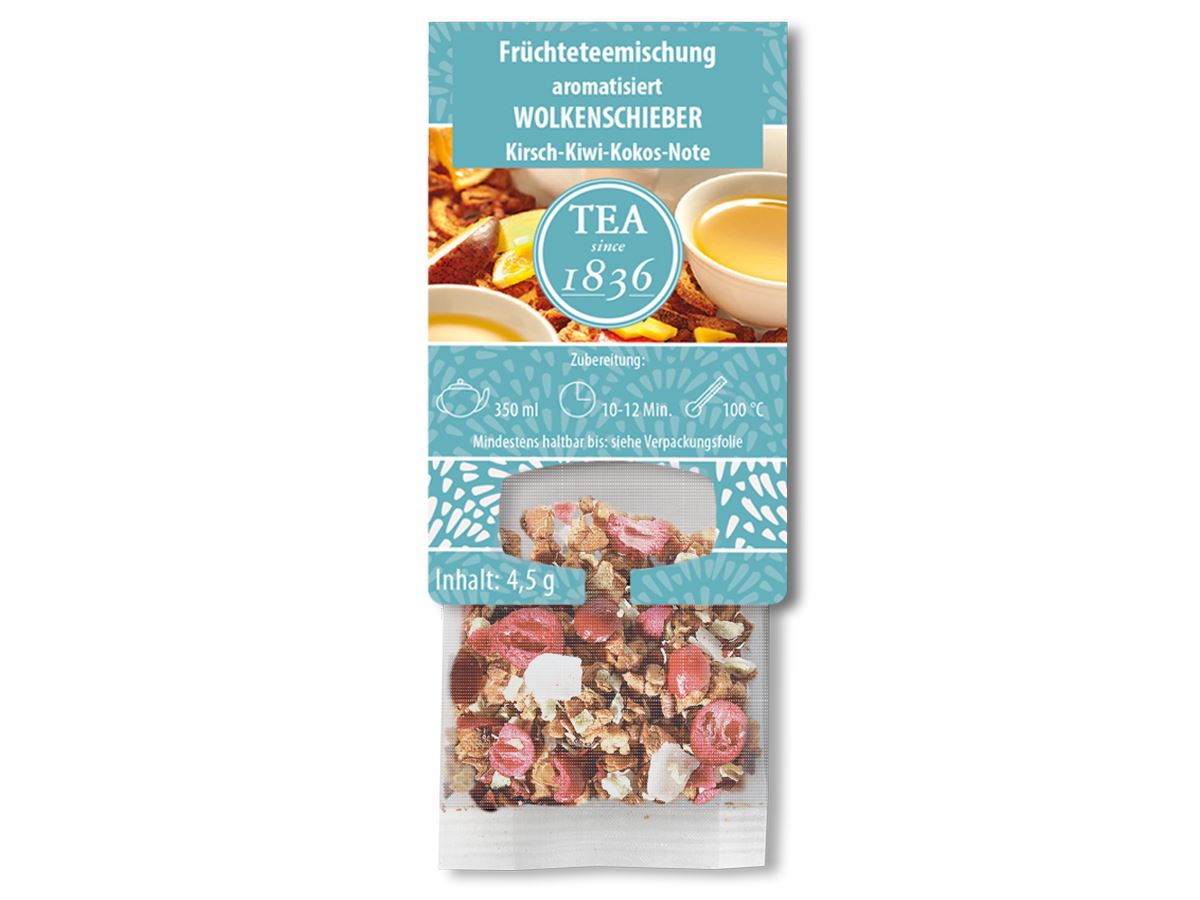 Früchteteemischung
aromatisiert
WOLKENSCHIEBER
Kirsch-Kiwi-Kokos-Note
TEA
since
1836
Zubereitung:
350 ml 10-12 Min. 100 °C
Mindestens haltbar bis: siehe Verpackungsfolie
Inhalt: 4,5 g